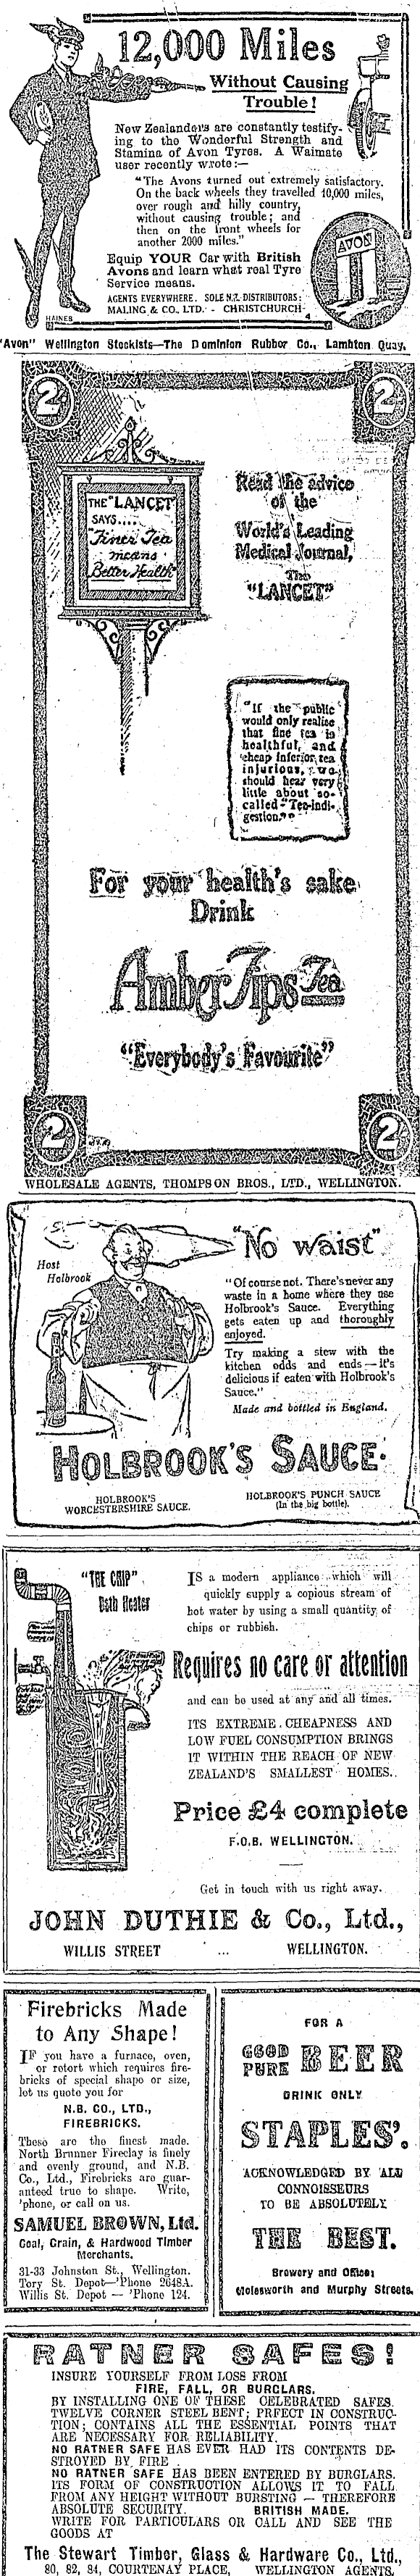 12,000 Miles
Without Causing
Trouble!
New Zealanders are constantly testify-
ing to the Wonderful Strength and
Stamina of Avon Tyres. A Waimate
user recently wrote:—
"The Avons turned out extremely satisfactory.
On the back wheels they travelled 10,000 miles,
over rough and hilly country,
without causing trouble; and
then on the front wheels for
another 2000 miles."
AVON
Equip YOUR Car with British
Avons and learn what real Tyre
Service means.
AGENTS EVERYWHERE. SOLE N.Z. DISTRIBUTORS:
MALING & CO., LTD. - CHRISTCHURCH
4
HAINES
"Avon" Wellington Stockists—The Dominion Rubber Co., Lambton Quay.
2 2
THE "LANCET"
SAYS....
"Finer Tea
means
Better Health"
Read the advice
of the
World's Leading
Medical Journal,
The
"LANCET"
"If the public
would only realise
that fine tea is
healthful, and
cheap inferior tea
injurious, we
should hear very
little about so-
called "Tea-indi-
gestion.""
For your health's sake
Drink
Amber Tips Tea
"Everybody's Favourite"
2 2
WHOLESALE AGENTS, THOMPSON BROS., LTD., WELLINGTON.
"No waist"
Host
Holbrook
"Of course not. There's never any
waste in a home where they use
Holbrook's Sauce. Everything
gets eaten up and thoroughly
enjoyed.
Try making a stew with the
kitchen odds and ends—it's
delicious if eaten with Holbrook's
Sauce."
Made and bottled in England.
HOLBROOK'S SAUCE.
HOLBROOK'S
WORCESTERSHIRE SAUCE.
HOLBROOK'S PUNCH SAUCE
(In the big bottle).
"THE CHIP"
Bath Heater
IS a modern appliance which will
quickly supply a copious stream of
hot water by using a small quantity of
chips or rubbish.
Requires no care or attention
and can be used at any and all times.
ITS EXTREME CHEAPNESS AND
LOW FUEL CONSUMPTION BRINGS
IT WITHIN THE REACH OF NEW
ZEALAND'S SMALLEST HOMES.
Price £4 complete
F.O.B. WELLINGTON.
Get in touch with us right away.
JOHN DUTHIE & Co., Ltd.,
WILLIS STREET ... WELLINGTON.
Firebricks Made
to Any Shape!
IF you have a furnace, oven,
or retort which requires fire-
bricks of special shape or size,
let us quote you for
N.B. CO., LTD.,
FIREBRICKS.
These are the finest made.
North Brunner Fireclay is finely
and evenly ground, and N.B.
Co., Ltd., Firebricks are guar-
anteed true to shape. Write,
'phone, or call on us.
SAMUEL BROWN, Ltd.
Coal, Grain, & Hardwood Timber
Merchants.
31-33 Johnston St., Wellington.
Tory St. Depot—'Phone 2648A.
Willis St. Depot — 'Phone 124.
FOR A
GOOD PURE BEER
DRINK ONLY
STAPLES'.
ACKNOWLEDGED BY ALL
CONNOISSEURS
TO BE ABSOLUTELY
THE BEST.
Brewery and Office:
Molesworth and Murphy Streets.
RATNER SAFES!
INSURE YOURSELF FROM LOSS FROM
FIRE, FALL, OR BURGLARS,
BY INSTALLING ONE OF THESE CELEBRATED SAFES.
TWELVE CORNER STEEL BENT; PRFECT IN CONSTRUC-
TION; CONTAINS ALL THE ESSENTIAL POINTS THAT
ARE NECESSARY FOR RELIABILITY.
NO RATNER SAFE HAS EVER HAD ITS CONTENTS DE-
STROYED BY FIRE.
NO RATNER SAFE HAS BEEN ENTERED BY BURGLARS.
ITS FORM OF CONSTRUCTION ALLOWS IT TO FALL
FROM ANY HEIGHT WITHOUT BURSTING — THEREFORE
ABSOLUTE SECURITY. BRITISH MADE.
WRITE FOR PARTICULARS OR CALL AND SEE THE
GOODS AT
The Stewart Timber, Glass & Hardware Co., Ltd.,
80, 82, 84, COURTENAY PLACE, WELLINGTON AGENTS.